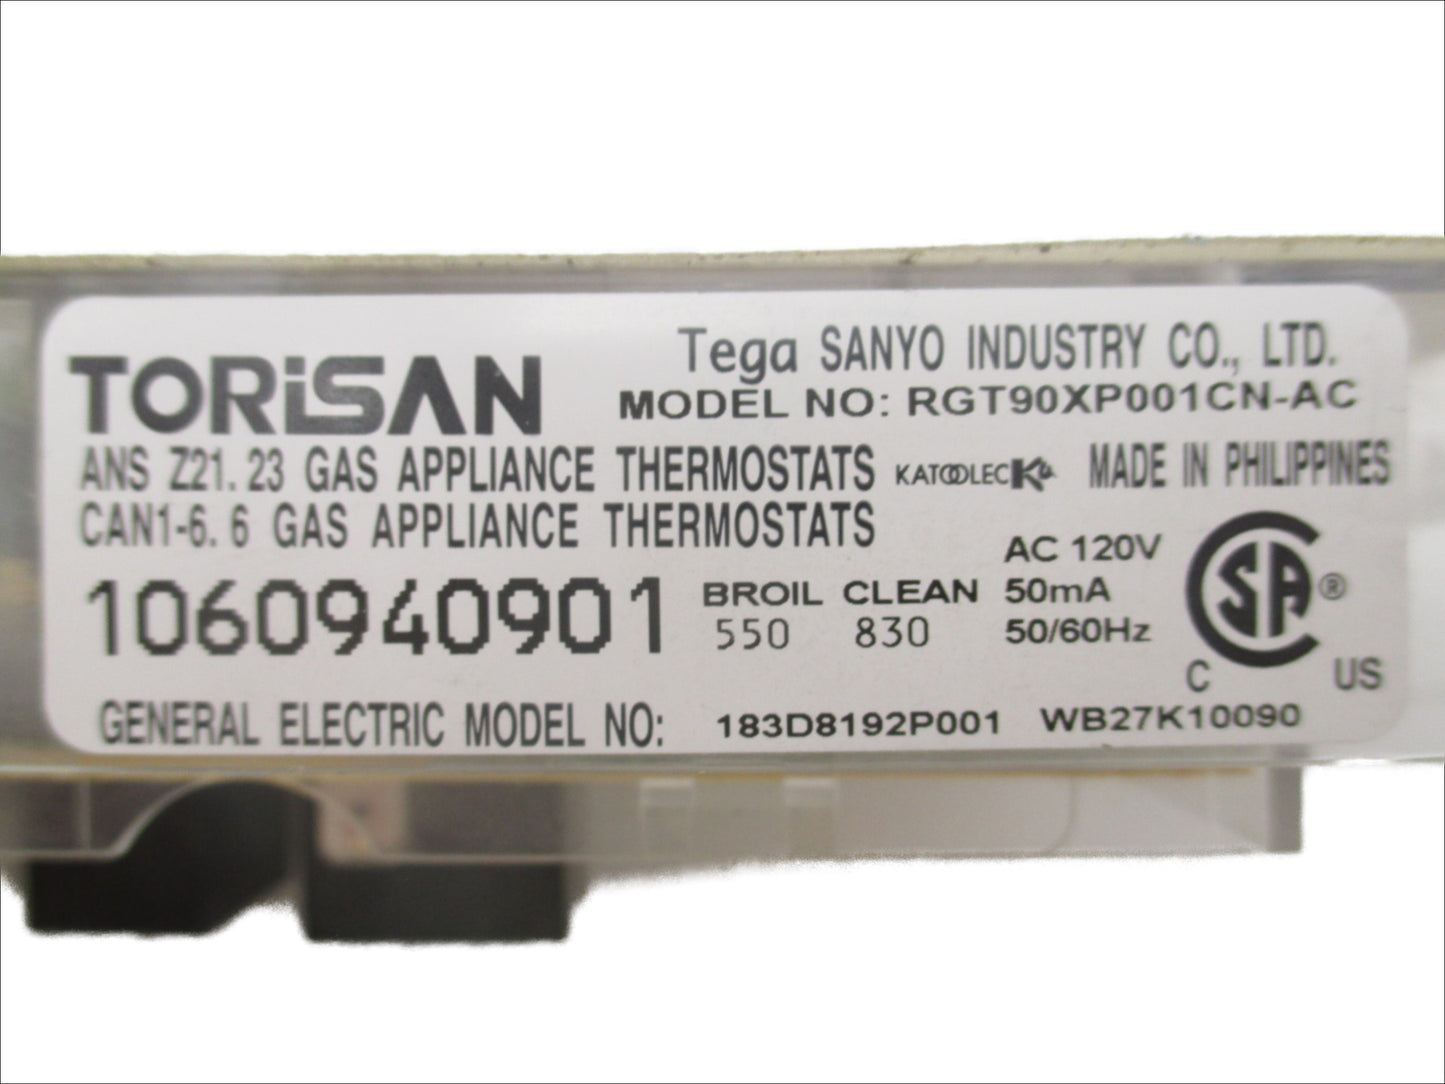 TORiSAN
Tega SANYO INDUSTRY CO., LTD.
MODEL NO: RGT90XP001CN-AC
ANS Z21. 23 GAS APPLIANCE THERMOSTATS KATOOLEC K MADE IN PHILIPPINES
CAN1-6. 6 GAS APPLIANCE THERMOSTATS
1060940901
BROIL CLEAN
550 830
AC 120V
50mA
50/60Hz
SA ®
C US
GENERAL ELECTRIC MODEL NO: 183D8192P001 WB27K10090